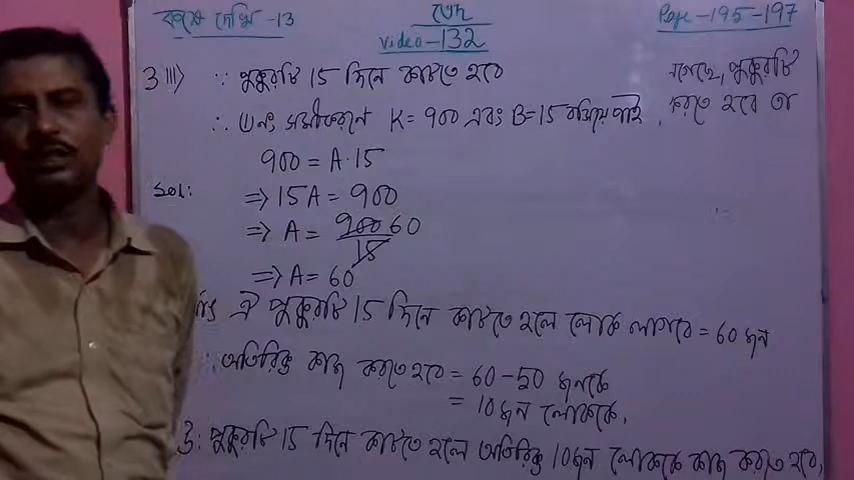 কষে দেখি -13 ভেদ Page -195-197
Video -132
3 iii) ∵ পুকুরটি 15 দিনে কাটতে হবে
পুকুরটি
∴ সমীকরণে K = 900 এবং B = 15 বসিয়ে পাই, করতে হবে তা
900 = A·15
Sol: ⇒ 15A = 900
⇒ A = 900 60
15
⇒ A = 60
ঐ পুকুরটি 15 দিনে কাটতে হলে লোক লাগবে = 60 জন
অতিরিক্ত কাজ করতে হবে = 60 - 50 জনকে
= 10 জন লোককে,
পুকুরটি 15 দিনে কাটতে হলে অতিরিক্ত 10 জন লোককে কাজ করতে হবে,